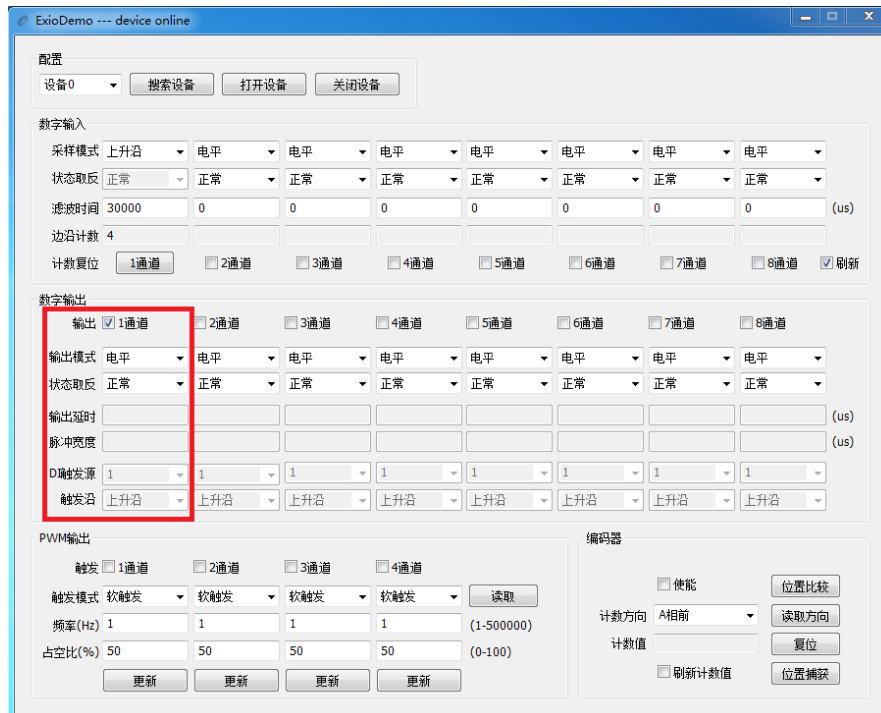 ExioDemo --- device online
配置
设备0 搜索设备 打开设备 关闭设备
数字输入
采样模式 上升沿 电平 电平 电平 电平 电平 电平 电平
状态取反 正常 正常 正常 正常 正常 正常 正常 正常
滤波时间 30000 0 0 0 0 0 0 0 (us)
边沿计数 4
计数复位 1通道 2通道 3通道 4通道 5通道 6通道 7通道 8通道 刷新
数字输出
输出 1通道 2通道 3通道 4通道 5通道 6通道 7通道 8通道
输出模式 电平 电平 电平 电平 电平 电平 电平 电平
状态取反 正常 正常 正常 正常 正常 正常 正常 正常
输出延时 (us)
脉冲宽度 (us)
DI触发源 1 1 1 1 1 1 1 1
触发沿 上升沿 上升沿 上升沿 上升沿 上升沿 上升沿 上升沿 上升沿
PWM输出
触发 1通道 2通道 3通道 4通道
触发模式 软触发 软触发 软触发 软触发 读取
频率(Hz) 1 1 1 1 (1-500000)
占空比(%) 50 50 50 50 (0-100)
更新 更新 更新 更新
编码器
使能 位置比较
计数方向 A相前 读取方向
计数值 复位
刷新计数值 位置捕获